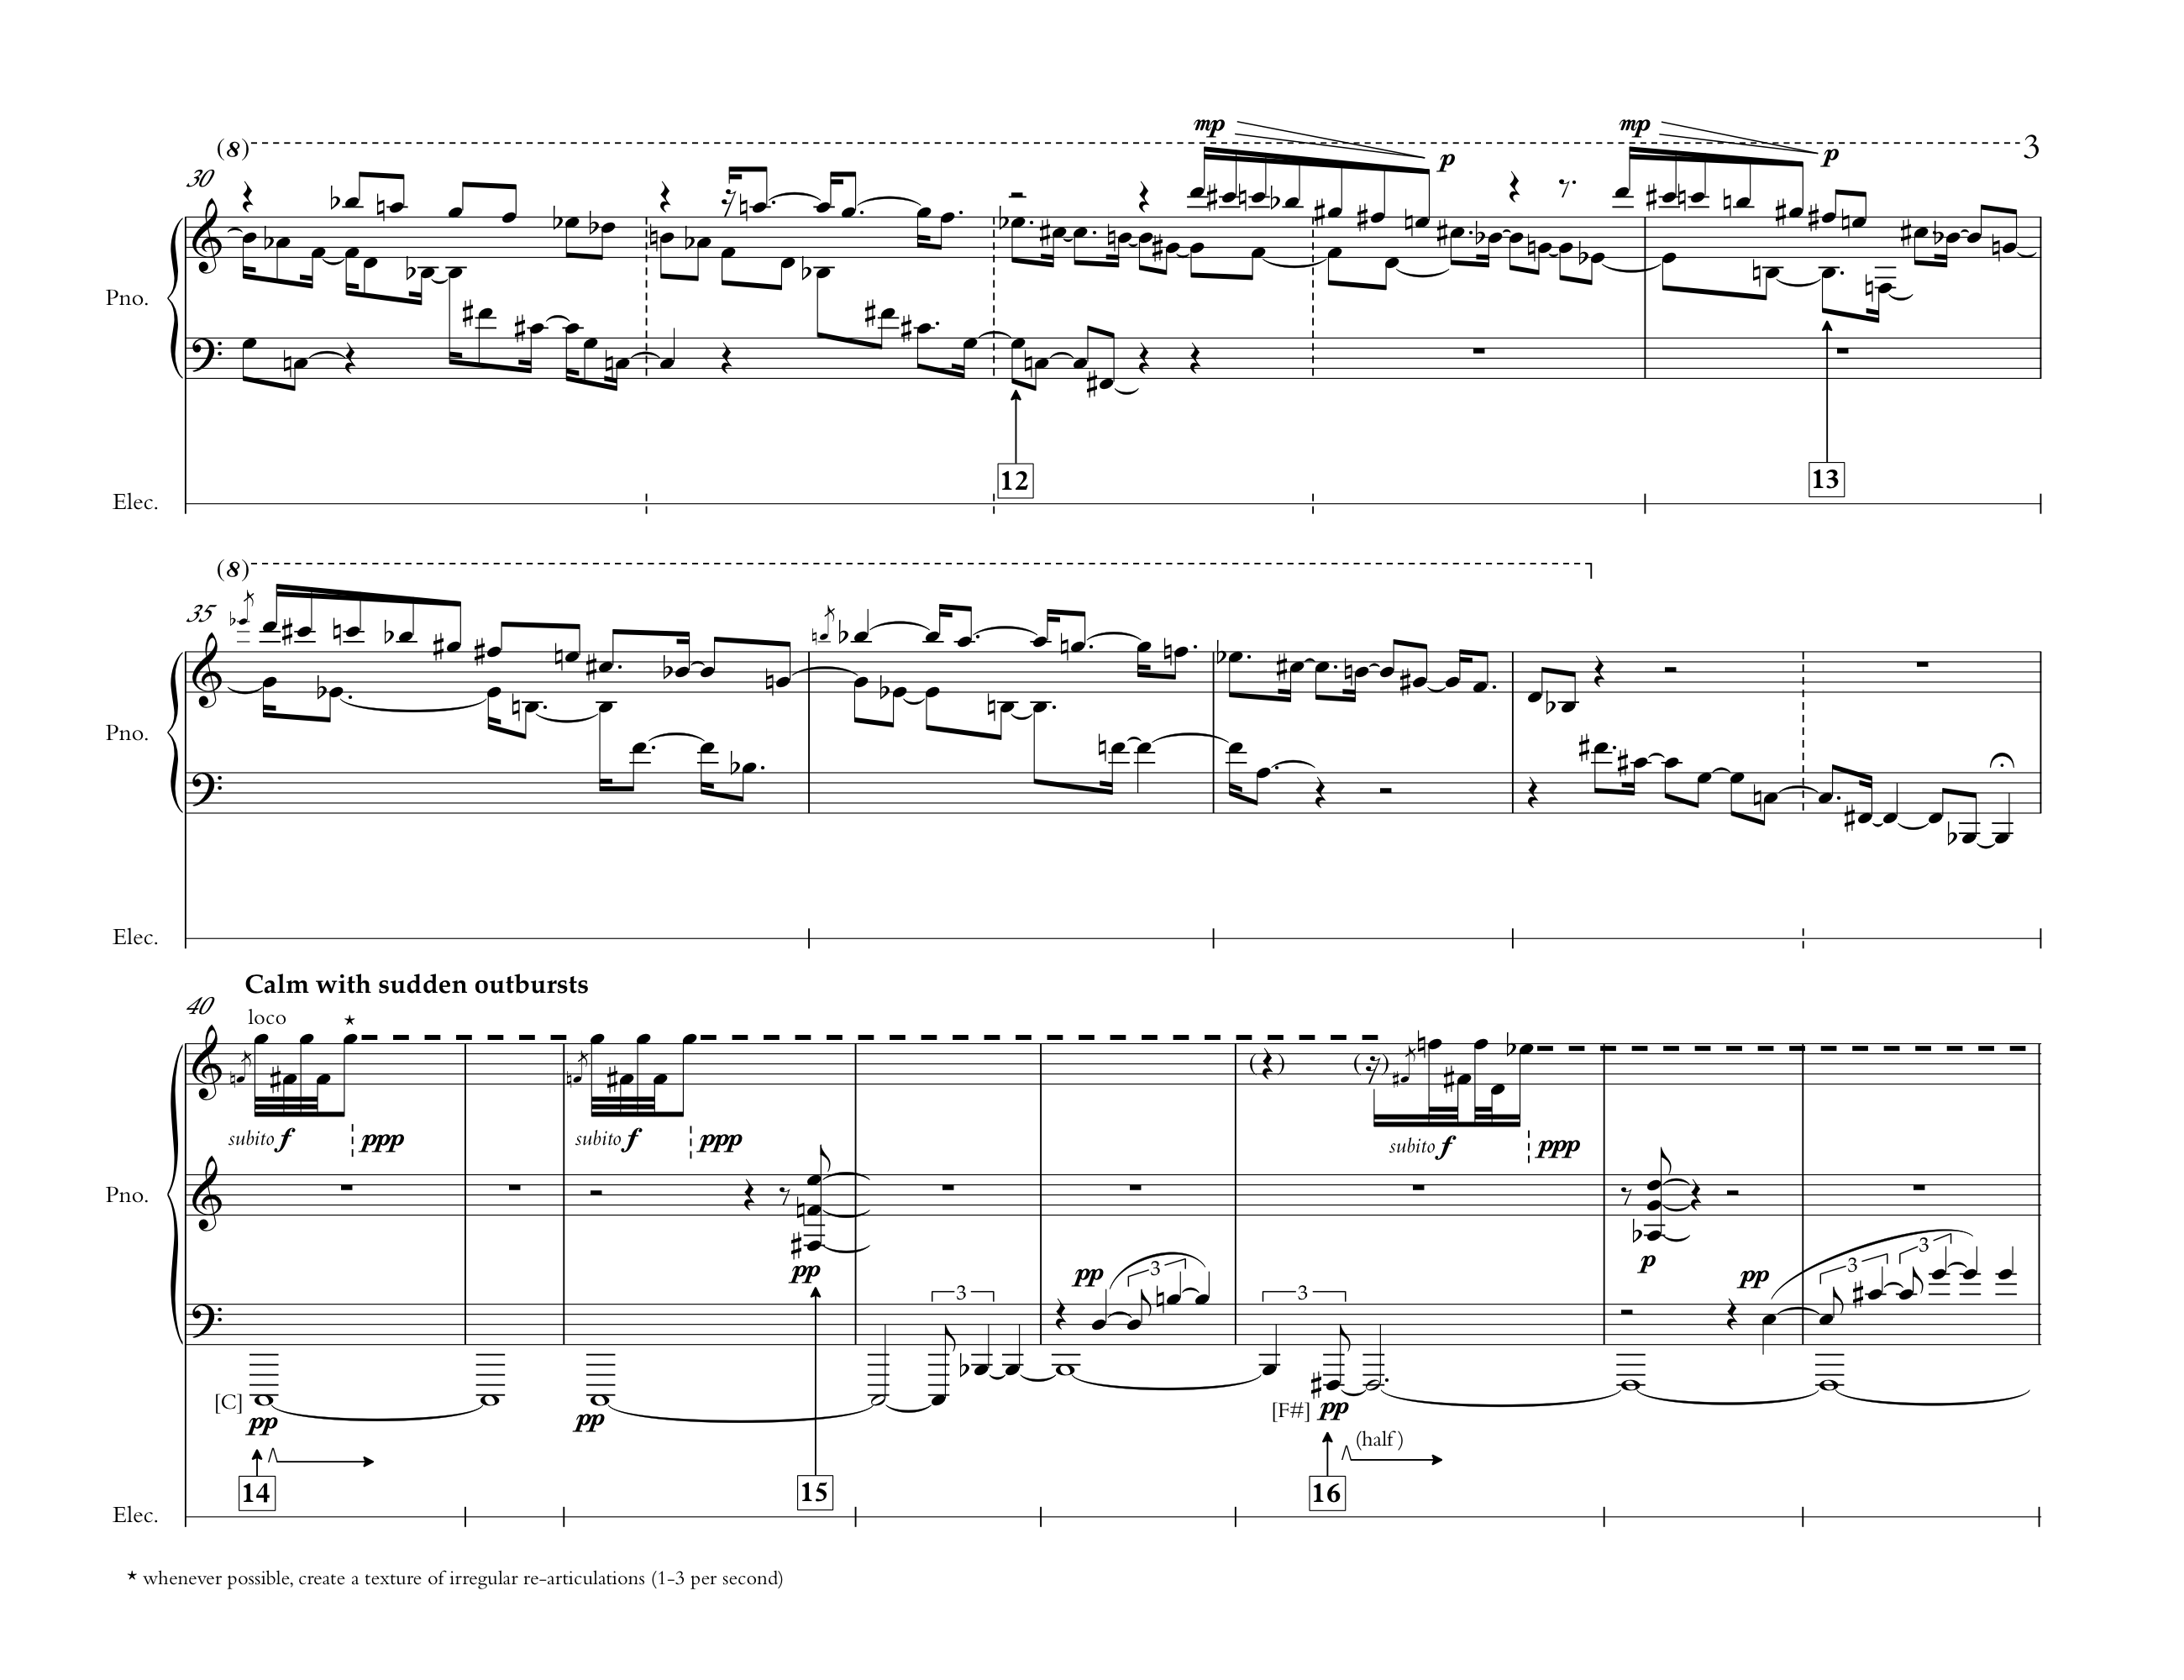 mp p mp p 3
(8)
30
Pno.
12 13
Elec.
(8)
35
Pno.
Elec.
Calm with sudden outbursts
40
loco ★
subito f ppp subito f ppp subito f ppp
Pno.
pp p
pp 3 pp 3 3
3 3
[C] pp pp [F#] pp
(half)
14 15 16
Elec.
★ whenever possible, create a texture of irregular re-articulations (1-3 per second)